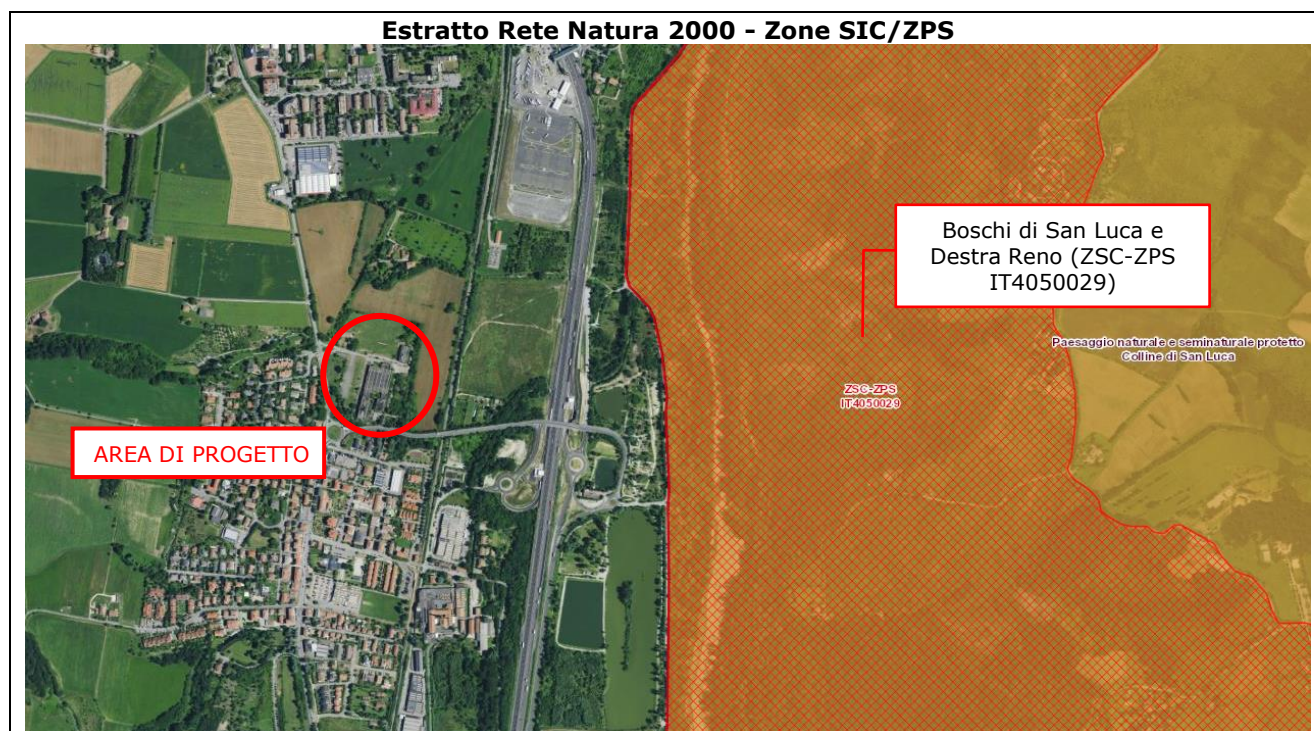 Estratto Rete Natura 2000 - Zone SIC/ZPS
Boschi di San Luca e
Destra Reno (ZSC-ZPS
IT4050029)
Paesaggio naturale e seminaturale protetto
Colline di San Luca
ZSC-ZPS
IT4050029
AREA DI PROGETTO